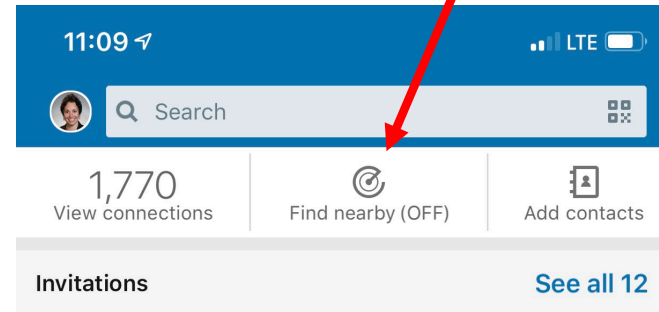 11:09 LTE
Search
1,770
View connections
Find nearby (OFF)
Add contacts
Invitations See all 12